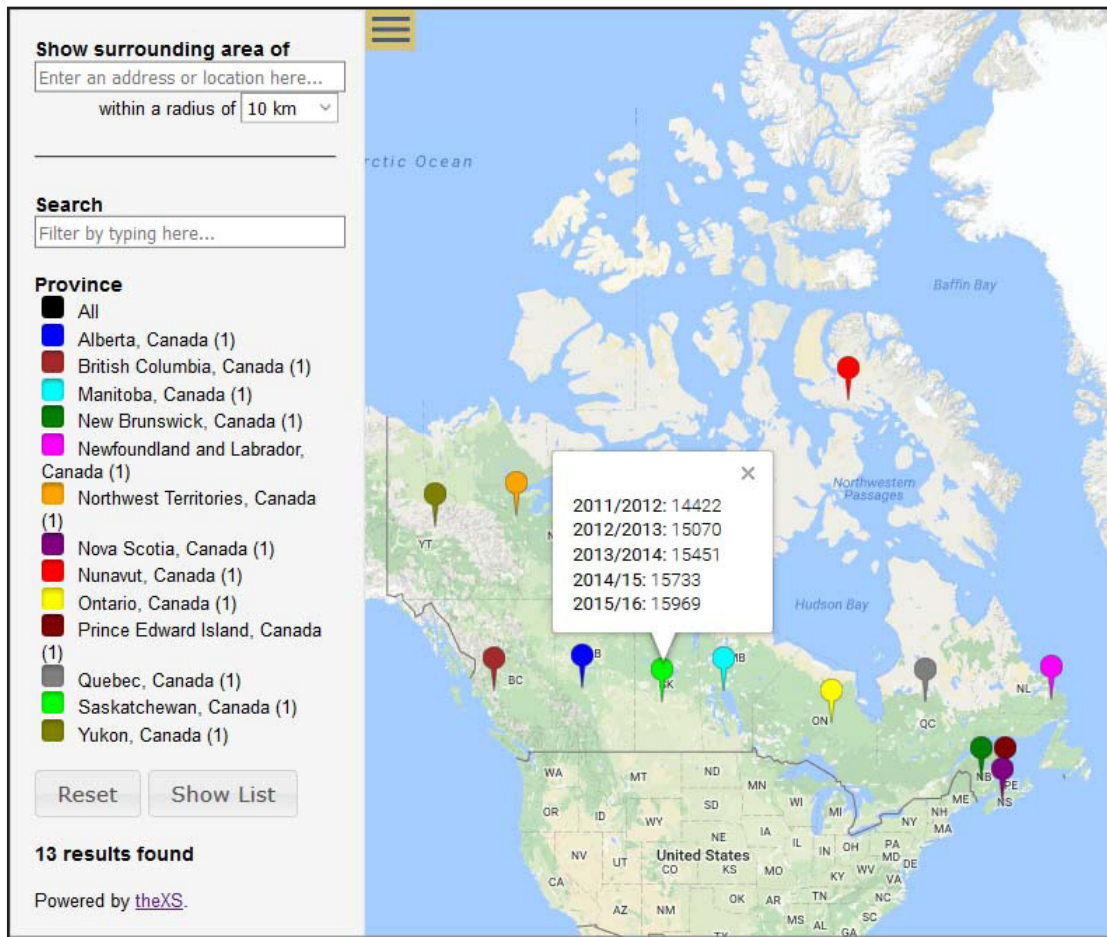 Show surrounding area of
Enter an address or location here...
within a radius of 10 km
Search
Filter by typing here...
Province
All
Alberta, Canada (1)
British Columbia, Canada (1)
Manitoba, Canada (1)
New Brunswick, Canada (1)
Newfoundland and Labrador,
Canada (1)
Northwest Territories, Canada
(1)
Nova Scotia, Canada (1)
Nunavut, Canada (1)
Ontario, Canada (1)
Prince Edward Island, Canada
(1)
Quebec, Canada (1)
Saskatchewan, Canada (1)
Yukon, Canada (1)
Reset Show List
13 results found
Powered by theXS.
rctic Ocean
Baffin Bay
Northwestern
Passages
Hudson Bay
2011/2012: 14422
2012/2013: 15070
2013/2014: 15451
2014/15: 15733
2015/16: 15969
YT
N
BC
B
SK
MB
ON
QC
NL
NB
PE
NS
WA
MT
ND
MN
OR
ID
WY
SD
WI
MI
NY
NH
ME
MA
NE
IA
IL
IN
OH
PA
MD
DE
NV
UT
United States
CO
KS
MO
KY
WV
VA
CA
AZ
NM
OK
AR
TN
NC
SC
MS
AL
GA
TX